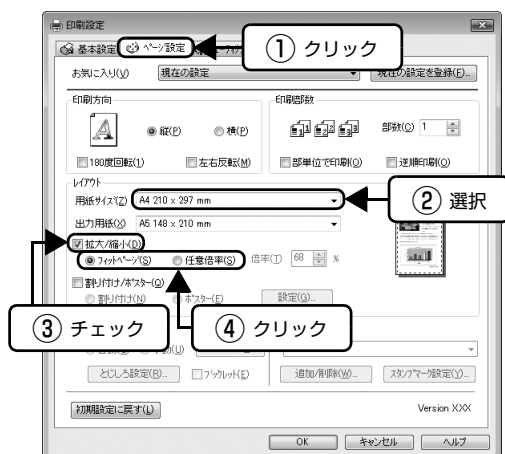 印刷設定
基本設定 ページ設定
① クリック
お気に入り(V) 現在の設定 現在の設定を登録(F)..
印刷方向 印刷部数
A 縦(P) 横(P) 部数(C) 1
180度回転(1) 左右反転(M) 部単位で印刷(O) 逆順印刷(O)
レイアウト
用紙サイズ(Z) A4 210 x 297 mm
② 選択
出力用紙(X) A5 148 x 210 mm
拡大/縮小(D)
フィットページ(S) 任意倍率(S) 倍率(T) 68 %
割り付け/ポスター(Q)
割り付け(N) ポスター(E) 設定(G)...
③ チェック ④ クリック
(U)
とじしろ設定(R)... ブックレット(E) 追加/削除(W)... スタンプマーク設定(Y)...
初期設定に戻す(L) Version X.XX
OK キャンセル ヘルプ